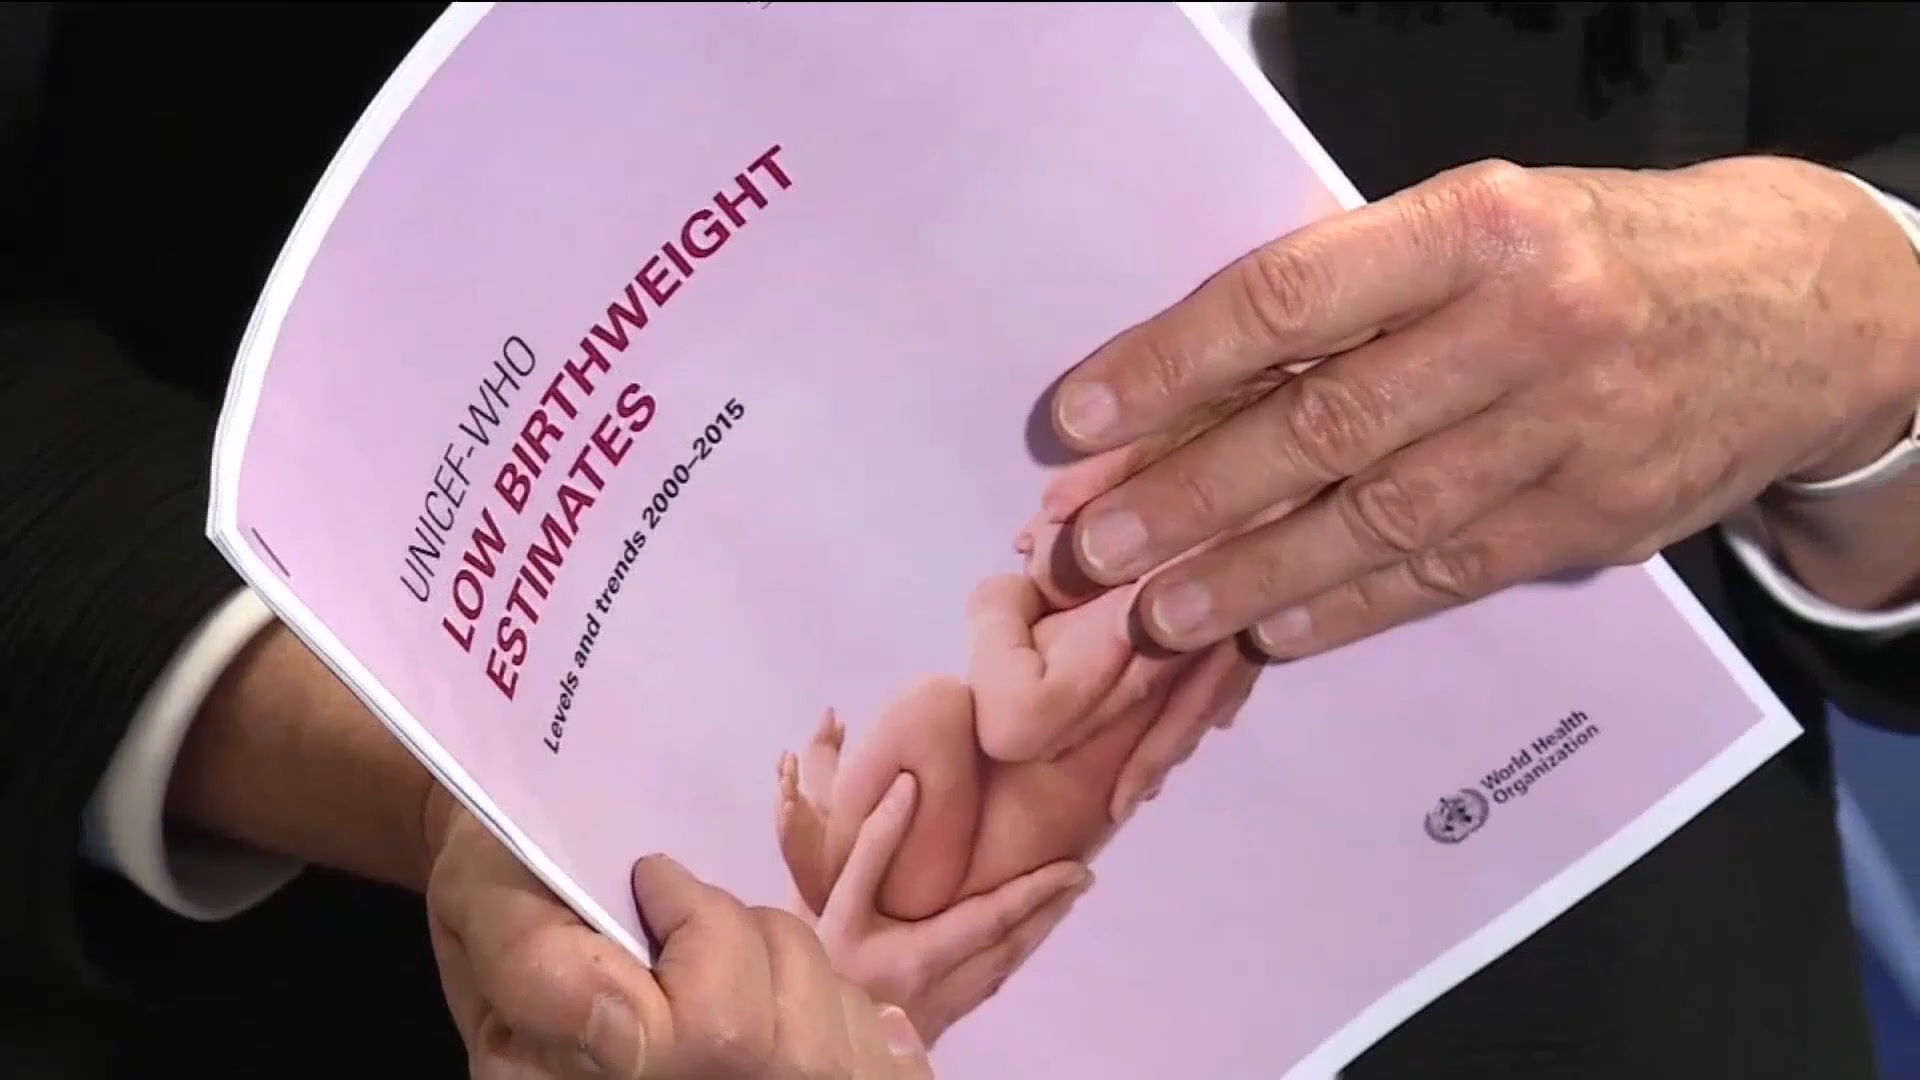 UNICEF-WHO
LOW BIRTHWEIGHT
ESTIMATES
Levels and trends 2000–2015
World Health
Organization